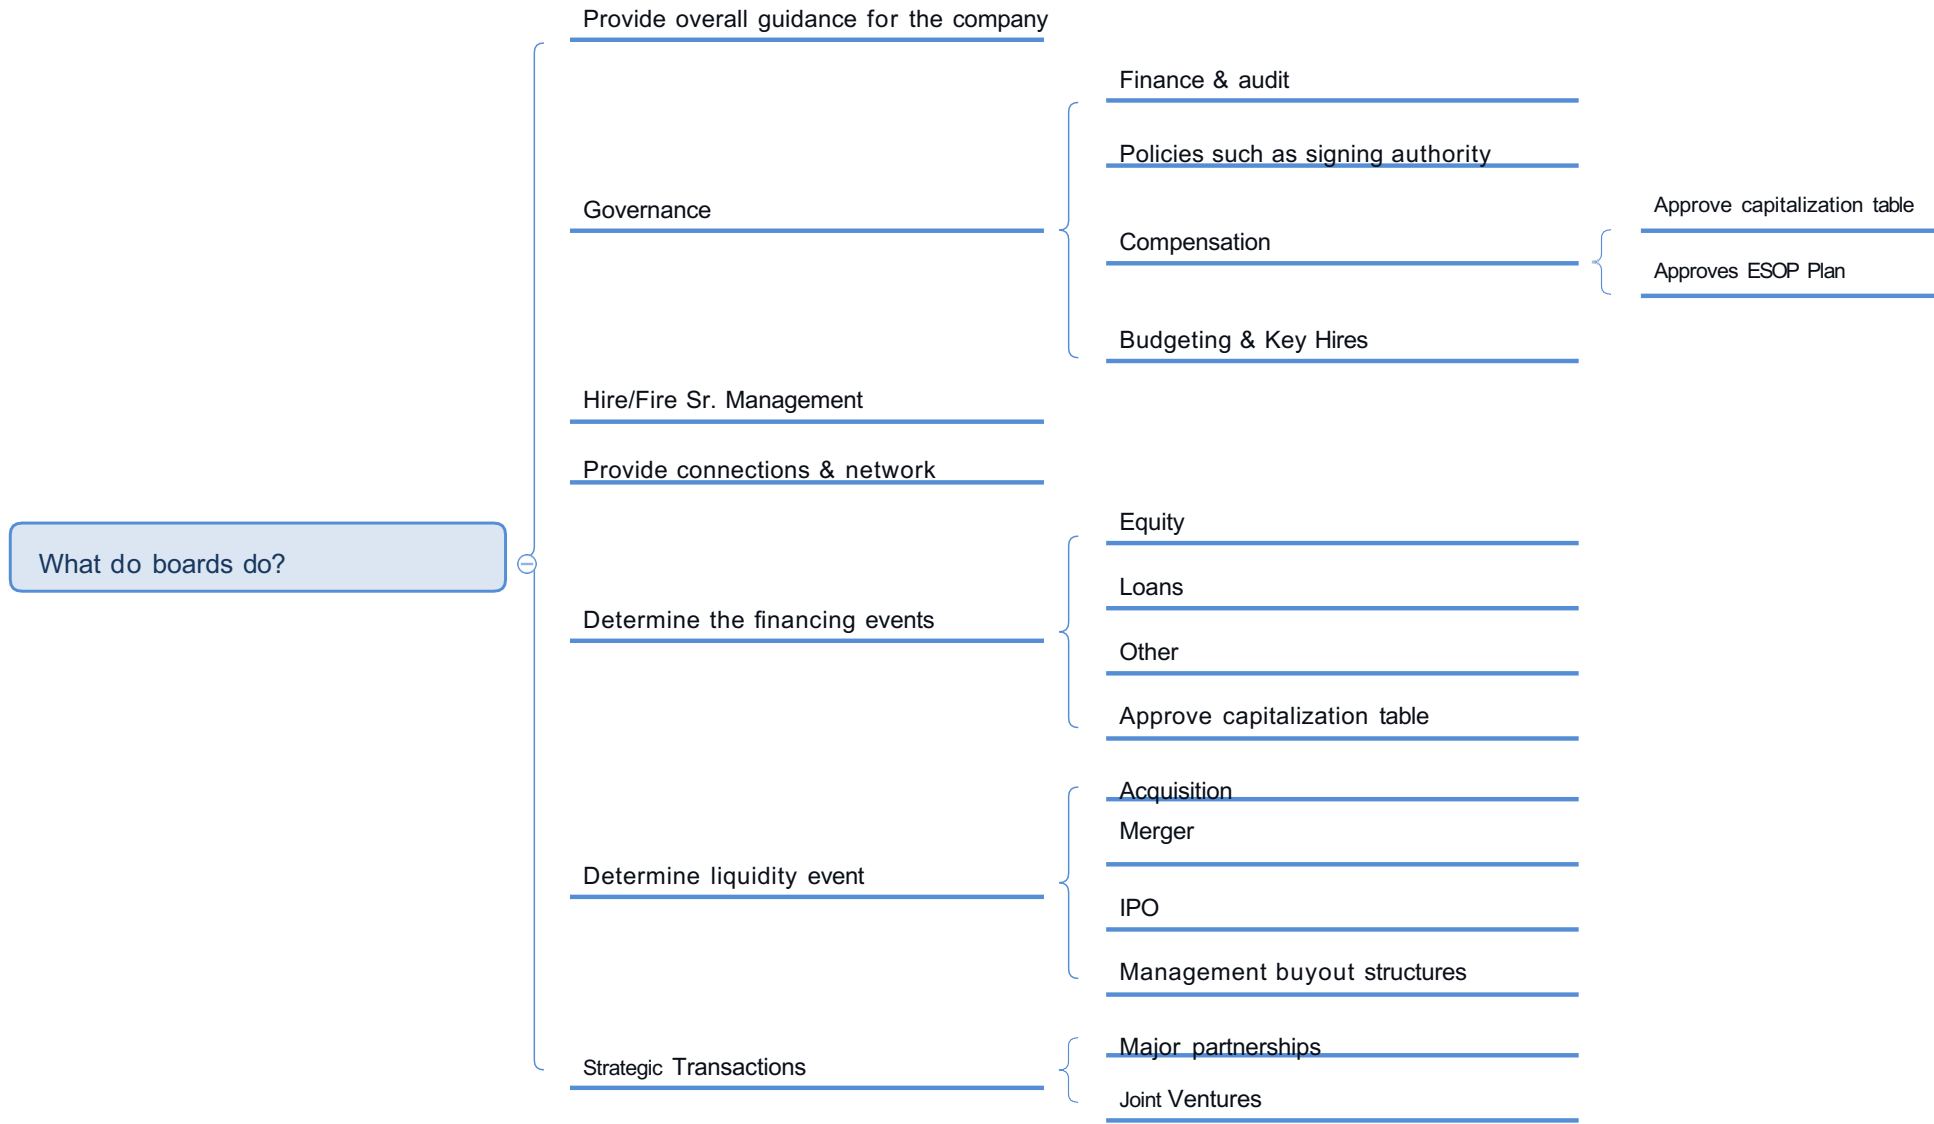 Provide overall guidance for the company
Finance & audit
Policies such as signing authority
Governance
Approve capitalization table
Compensation
Approves ESOP Plan
Budgeting & Key Hires
Hire/Fire Sr. Management
Provide connections & network
What do boards do?
Equity
Loans
Determine the financing events
Other
Approve capitalization table
Acquisition
Merger
Determine liquidity event
IPO
Management buyout structures
Major partnerships
Strategic Transactions
Joint Ventures